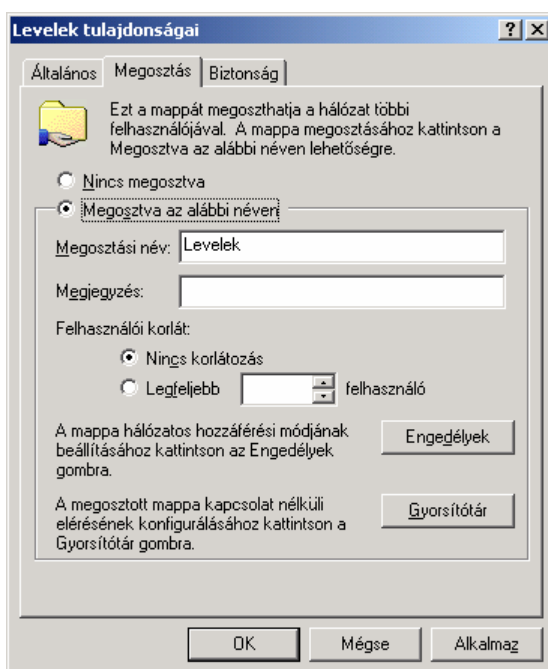 Levelek tulajdonságai
Általános Megosztás Biztonság
Ezt a mappát megoszthatja a hálózat többi
felhasználójával. A mappa megosztásához kattintson a
Megosztva az alábbi néven lehetőségre.
Nincs megosztva
Megosztva az alábbi néven
Megosztási név: Levelek
Megjegyzés:
Felhasználói korlát:
Nincs korlátozás
Legfeljebb felhasználó
A mappa hálózatos hozzáférési módjának
beállításához kattintson az Engedélyek
gombra.
Engedélyek
A megosztott mappa kapcsolat nélküli
elérésének konfigurálásához kattintson a
Gyorsítótár gombra.
Gyorsítótár
OK Mégse Alkalmaz